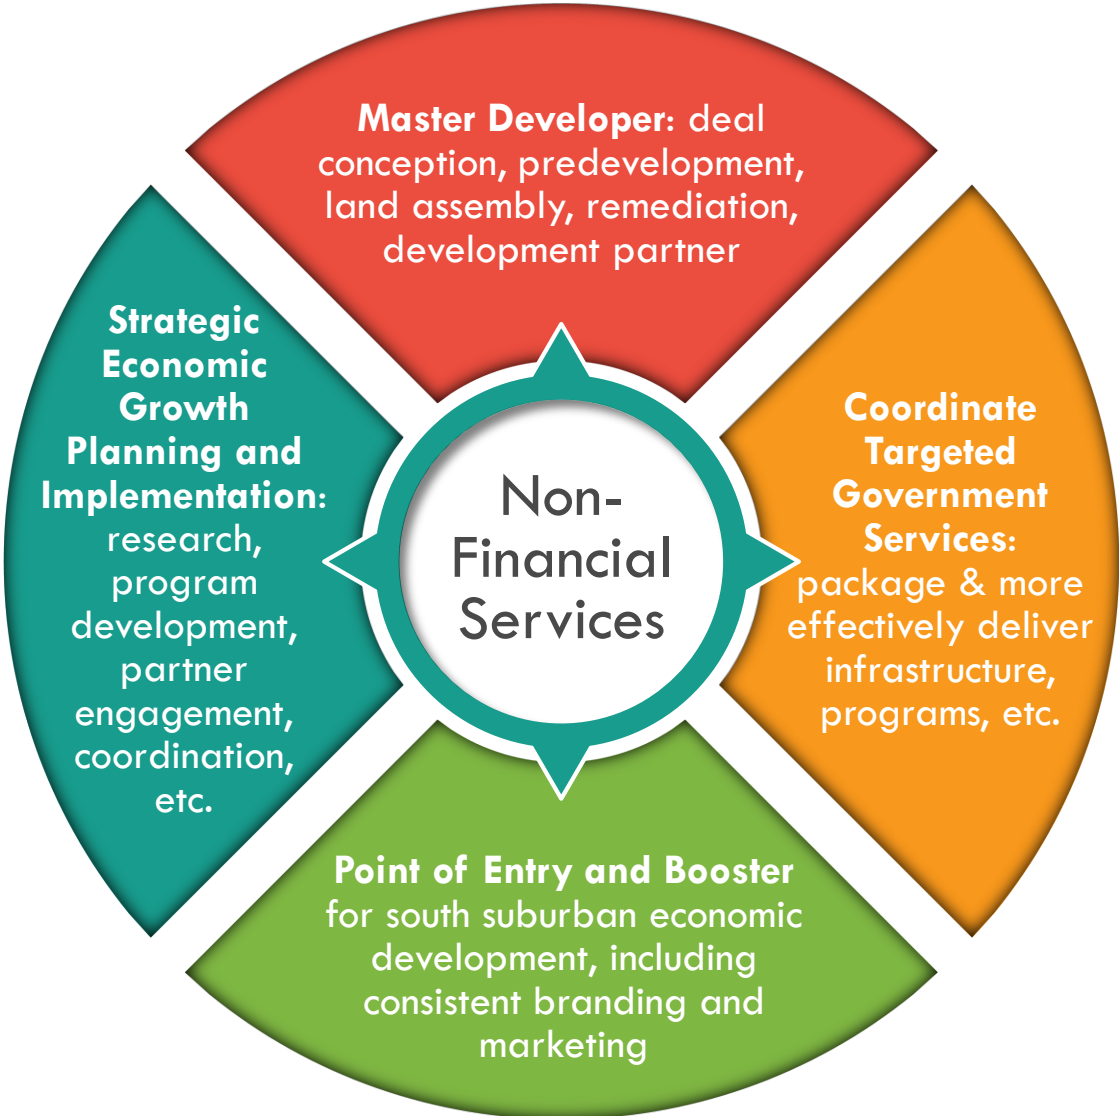 Master Developer: deal
conception, predevelopment,
land assembly, remediation,
development partner
Strategic
Economic
Growth
Planning and
Implementation:
research,
program
development,
partner
engagement,
coordination,
etc.
Non-
Financial
Services
Coordinate
Targeted
Government
Services:
package & more
effectively deliver
infrastructure,
programs, etc.
Point of Entry and Booster
for south suburban economic
development, including
consistent branding and
marketing